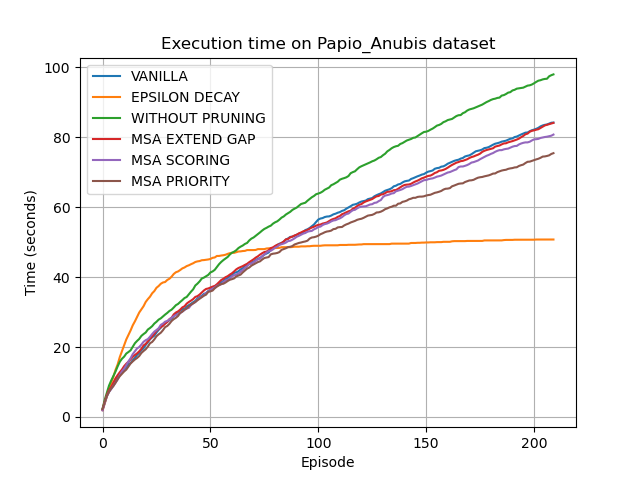 Execution time on Papio_Anubis dataset
VANILLA
EPSILON DECAY
WITHOUT PRUNING
MSA EXTEND GAP
MSA SCORING
MSA PRIORITY
100
80
60
40
20
0
Time (seconds)
0 50 100 150 200
Episode